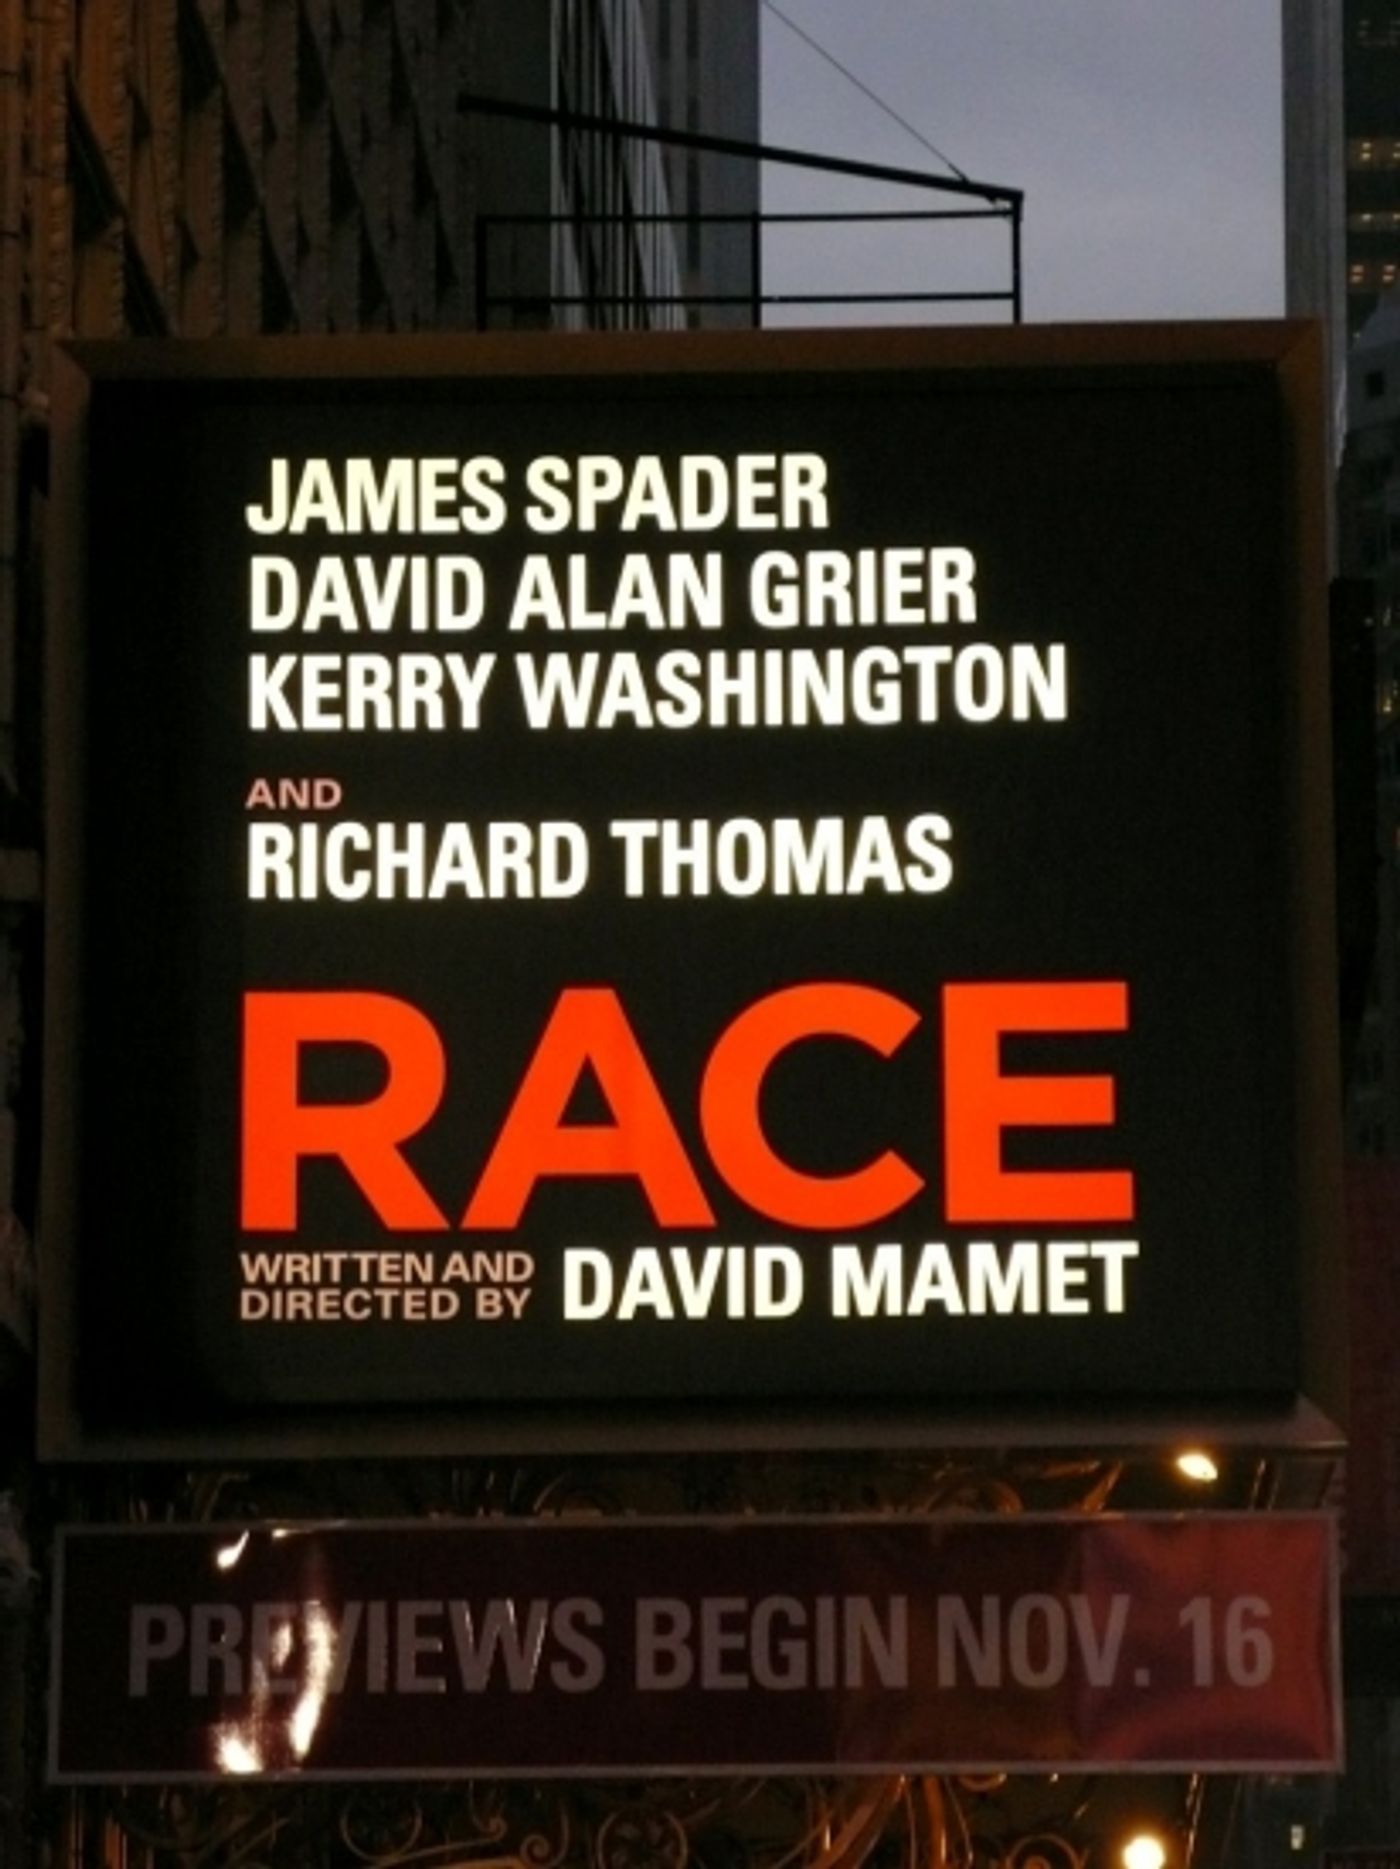 JAMES SPADER
DAVID ALAN GRIER
KERRY WASHINGTON
AND
RICHARD THOMAS
RACE
WRITTEN AND
DIRECTED BY DAVID MAMET
PREVIEWS BEGIN NOV. 16